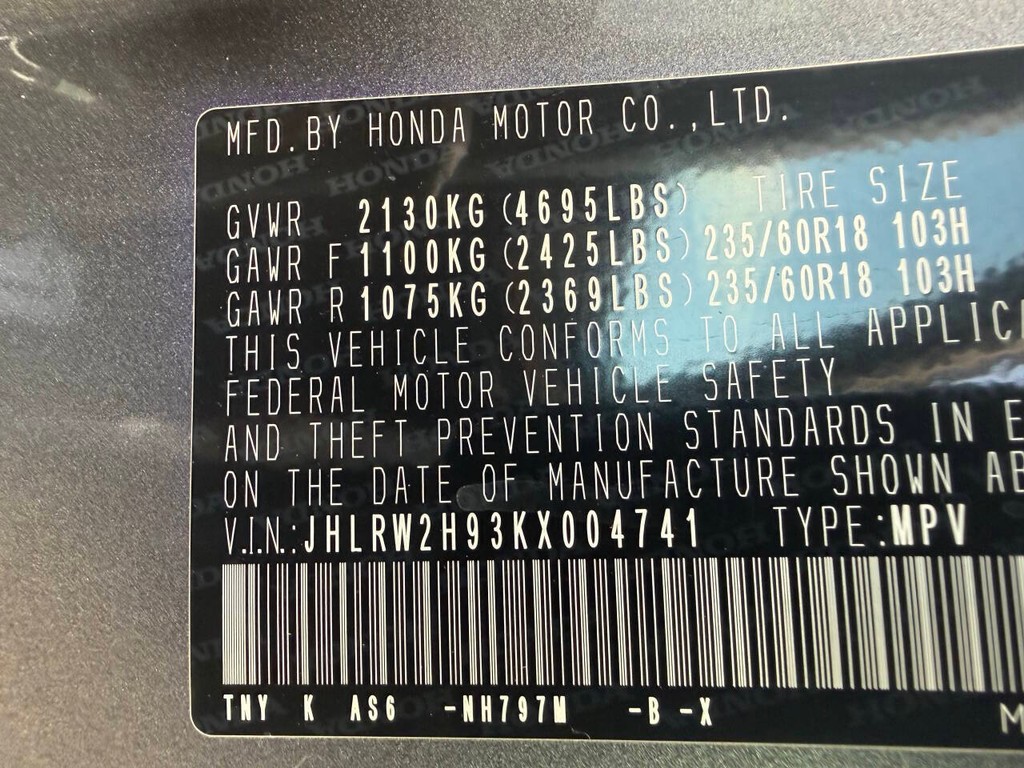 MFD. BY HONDA MOTOR CO., LTD.
GVWR 2130KG (4695LBS) TIRE SIZE
GAWR F 1100KG (2425LBS) 235/60R18 103H
GAWR R 1075KG (2369LBS) 235/60R18 103H
THIS VEHICLE CONFORMS TO ALL APPLICA
FEDERAL MOTOR VEHICLE SAFETY
AND THEFT PREVENTION STANDARDS IN E
ON THE DATE OF MANUFACTURE SHOWN AB
V.I.N.: JHLRW2H93KX004741 TYPE: MPV
TNY K AS6 -NH797M -B -X M